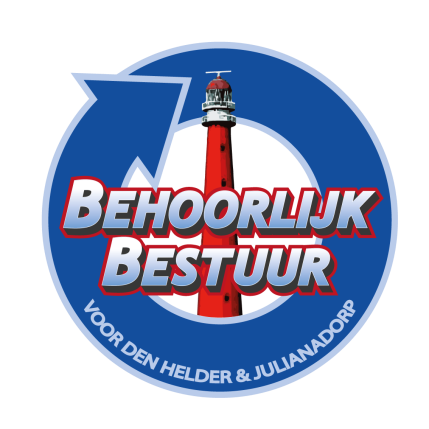 BEHOORLIJK
BESTUUR
VOOR DEN HELDER & JULIANADORP